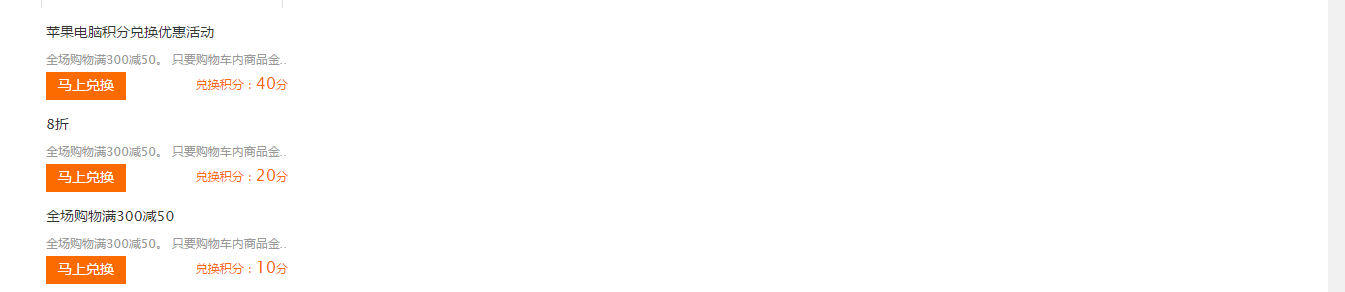 苹果电脑积分兑换优惠活动
全场购物满300减50。 只要购物车内商品金..
马上兑换 兑换积分：40分
8折
全场购物满300减50。 只要购物车内商品金..
马上兑换 兑换积分：20分
全场购物满300减50
全场购物满300减50。 只要购物车内商品金..
马上兑换 兑换积分：10分